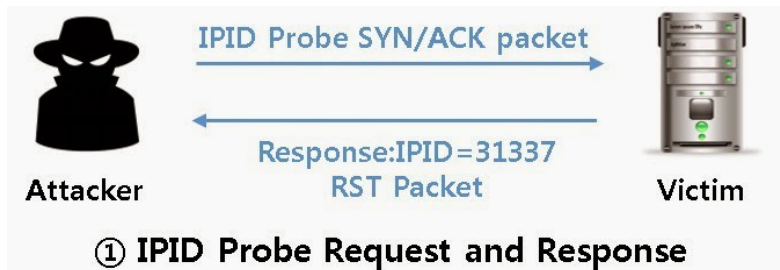 IPID Probe SYN/ACK packet
Response:IPID=31337
RST Packet
Attacker
Victim
① IPID Probe Request and Response